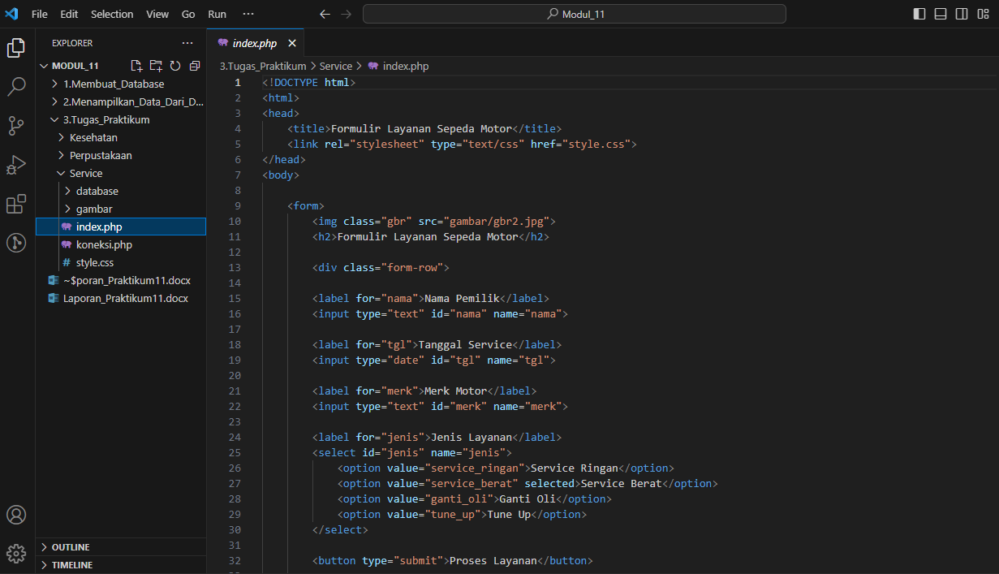 File Edit Selection View Go Run ···
Modul_11
EXPLORER ···
MODUL_11
1.Membuat_Database
2.Menampilkan_Data_Dari_D...
3.Tugas_Praktikum
Kesehatan
Perpustakaan
Service
database
gambar
index.php
koneksi.php
# style.css
~$poran_Praktikum11.docx
Laporan_Praktikum11.docx
OUTLINE
TIMELINE
index.php
3.Tugas_Praktikum > Service > index.php
1 <!DOCTYPE html>
2 <html>
3 <head>
4 <title>Formulir Layanan Sepeda Motor</title>
5 <link rel="stylesheet" type="text/css" href="style.css">
6 </head>
7 <body>
8
9 <form>
10 <img class="gbr" src="gambar/gbr2.jpg">
11 <h2>Formulir Layanan Sepeda Motor</h2>
12
13 <div class="form-row">
14
15 <label for="nama">Nama Pemilik</label>
16 <input type="text" id="nama" name="nama">
17
18 <label for="tgl">Tanggal Service</label>
19 <input type="date" id="tgl" name="tgl">
20
21 <label for="merk">Merk Motor</label>
22 <input type="text" id="merk" name="merk">
23
24 <label for="jenis">Jenis Layanan</label>
25 <select id="jenis" name="jenis">
26 <option value="service_ringan">Service Ringan</option>
27 <option value="service_berat" selected>Service Berat</option>
28 <option value="ganti_oli">Ganti Oli</option>
29 <option value="tune_up">Tune Up</option>
30 </select>
31
32 <button type="submit">Proses Layanan</button>